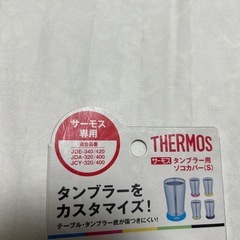 サーモス
専用
適合品番
JDE-340/420
JDA-320/400
JCY-320/400
THERMOS
サーモス タンブラー用
ソコカバー(S)
タンブラーを
カスタマイズ!
テーブル・タンブラー底が傷つきにくい!